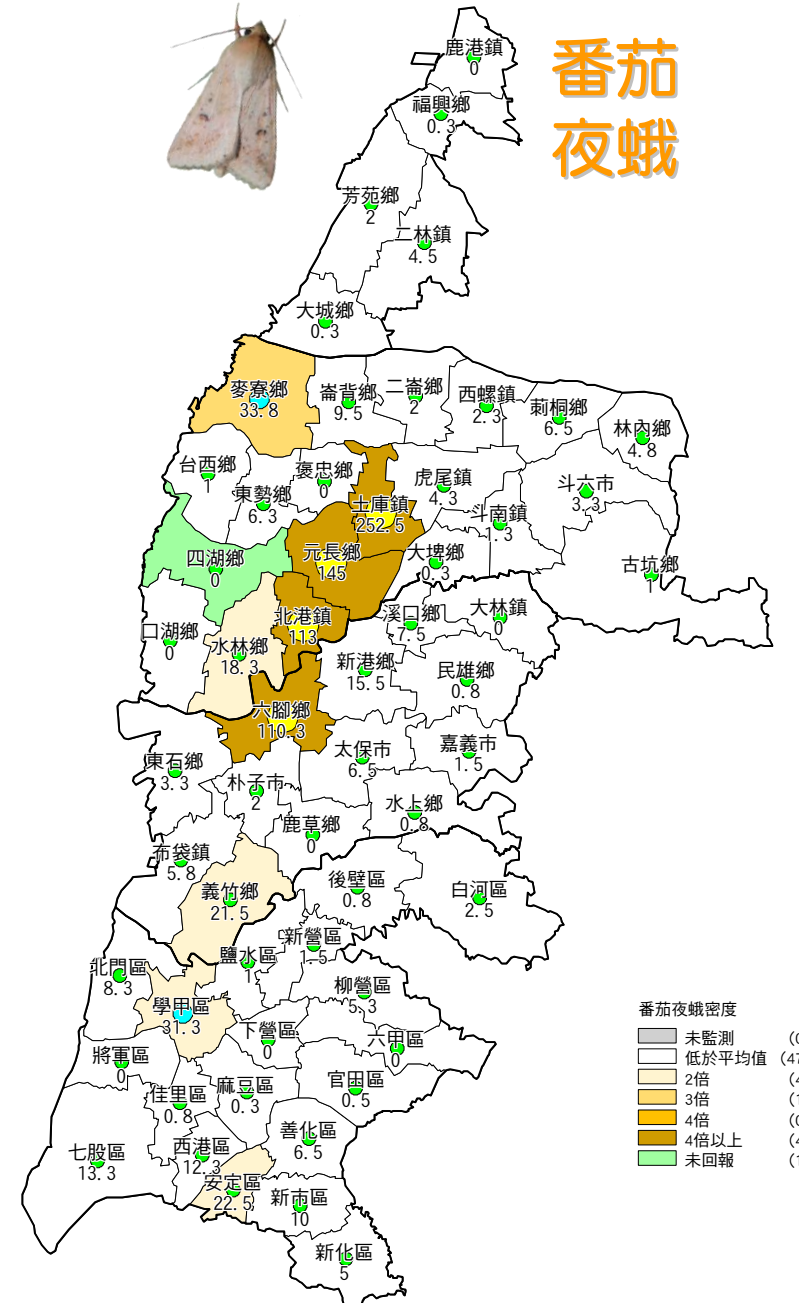 番茄
夜蛾
鹿港鎮
0
福興鄉
0.3
芳苑鄉
2
二林鎮
4.5
大城鄉
0.3
麥寮鄉
33.8
崙背鄉
9.5
二崙鄉
2
西螺鎮
2.3
莿桐鄉
6.5
林內鄉
4.8
台西鄉
1
東勢鄉
6.3
褒忠鄉
0
土庫鎮
252.5
虎尾鎮
4.3
斗南鎮
1.3
斗六市
3.3
四湖鄉
0
元長鄉
145
大埤鄉
0.3
古坑鄉
1
口湖鄉
0
水林鄉
18.3
北港鎮
113
溪口鄉
7.5
大林鎮
0
新港鄉
15.5
民雄鄉
0.8
六腳鄉
110.3
東石鄉
3.3
太保市
6.5
嘉義市
1.5
朴子市
2
水上鄉
0.8
鹿草鄉
0
布袋鎮
5.8
義竹鄉
21.5
後壁區
0.8
白河區
2.5
新營區
1.5
鹽水區
1
北門區
8.3
柳營區
5.3
學甲區
31.3
下營區
0
六甲區
0
將軍區
0
佳里區
0.8
麻豆區
0.3
官田區
0.5
七股區
13.3
西港區
12.3
善化區
6.5
安定區
22.5
新市區
10
新化區
5
番茄夜蛾密度
未監測 (0
低於平均值 (47
2倍 (4
3倍 (1
4倍 (0
4倍以上 (4
未回報 (1